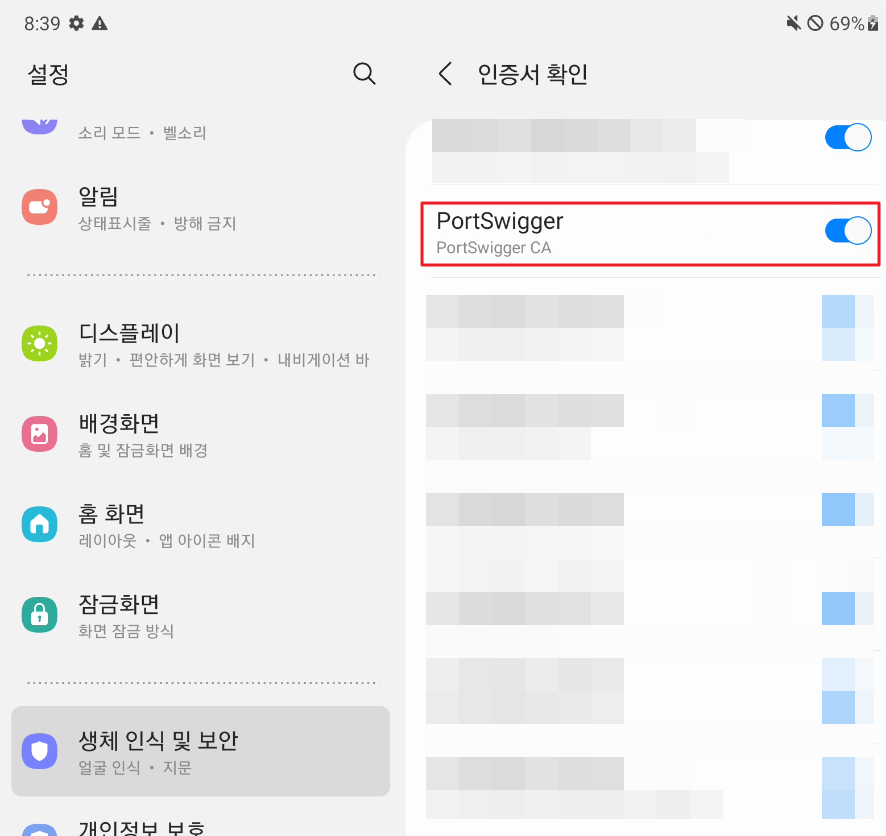 8:39
69%
설정
소리 모드 • 벨소리
알림
상태표시줄 • 방해 금지
디스플레이
밝기 • 편안하게 화면 보기 • 내비게이션 바
배경화면
홈 및 잠금화면 배경
홈 화면
레이아웃 • 앱 아이콘 배지
잠금화면
화면 잠금 방식
생체 인식 및 보안
얼굴 인식 • 지문
개인정보 보호
인증서 확인
PortSwigger
PortSwigger CA